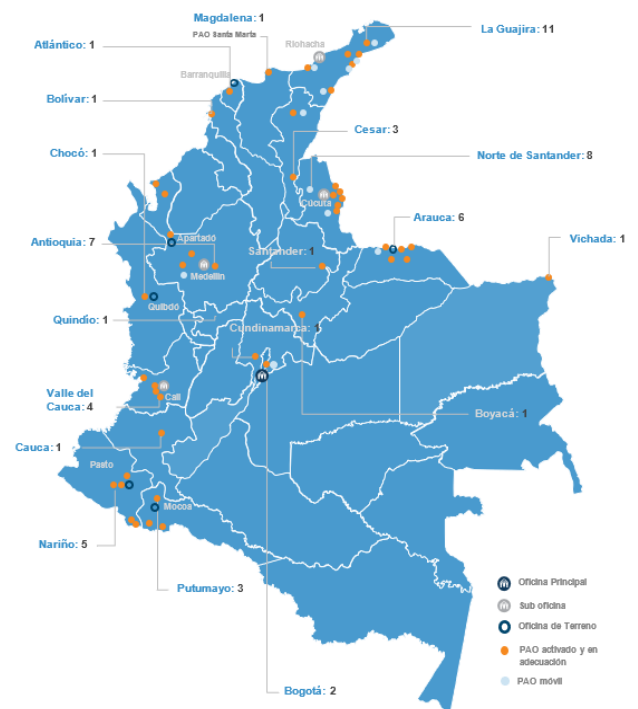 Magdalena: 1
PAO Santa Marta
La Guajira: 11
Atlántico: 1
Riohacha
Barranquilla
Bolívar: 1
Cesar: 3
Chocó: 1
Norte de Santander: 8
Cúcuta
Arauca: 6
Vichada: 1
Antioquia: 7
Apartadó
Santander: 1
Medellín
Quibdó
Quindío: 1
Cundinamarca: 1
Valle del
Cauca: 4
Cali
Boyacá: 1
Cauca: 1
Pasto
Mocoa
Nariño: 5
Putumayo: 3
Bogotá: 2
Oficina Principal
Sub oficina
Oficina de Terreno
PAO activado y en
adecuación
PAO móvil